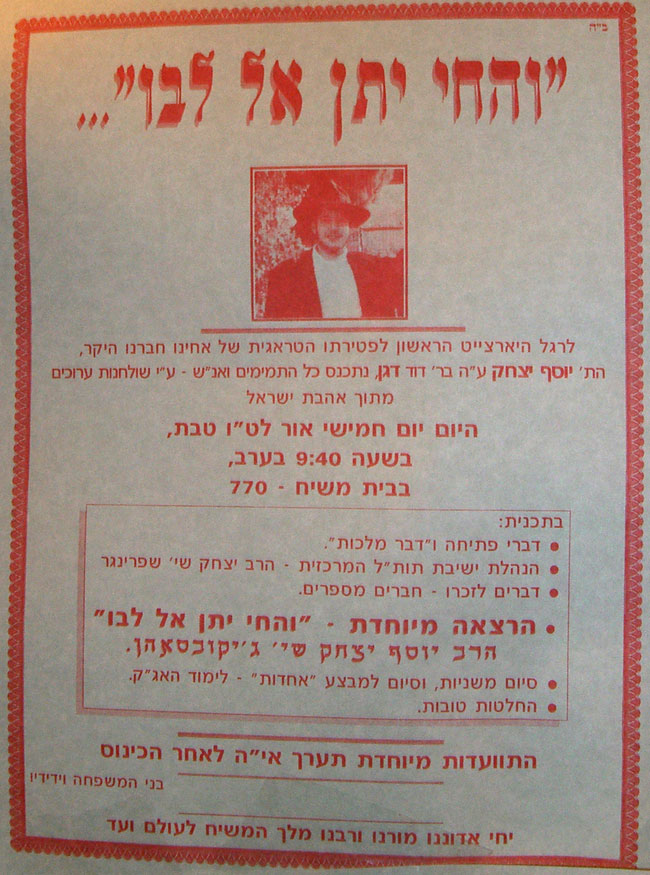 ב"ה
"והחי יתן אל לבו"...
לרגל היארצייט הראשון לפטירתו הטראגית של אחינו חברנו היקר,
הת' יוסף יצחק ע"ה בר' דוד דגן, נתכנס כל התמימים ואנ"ש - ע"י שולחנות ערוכים
מתוך אהבת ישראל
היום יום חמישי אור לט"ו טבת,
בשעה 9:40 בערב,
בבית משיח - 770
בתכנית:
• דברי פתיחה ו"דבר מלכות".
• הנהלת ישיבת תות"ל המרכזית - הרב יצחק שי' שפרינגר
• דברים לזכרו - חברים מספרים.
• הרצאה מיוחדת - "והחי יתן אל לבו"
הרב יוסף יצחק שי' ג'יקובסאהן.
• סיום משניות, וסיום למבצע "אחדות" - לימוד האג"ק.
• החלטות טובות.
התוועדות מיוחדת תערך אי"ה לאחר הכינוס
בני המשפחה וידידיו!
יחי אדוננו מורנו ורבנו מלך המשיח לעולם ועד